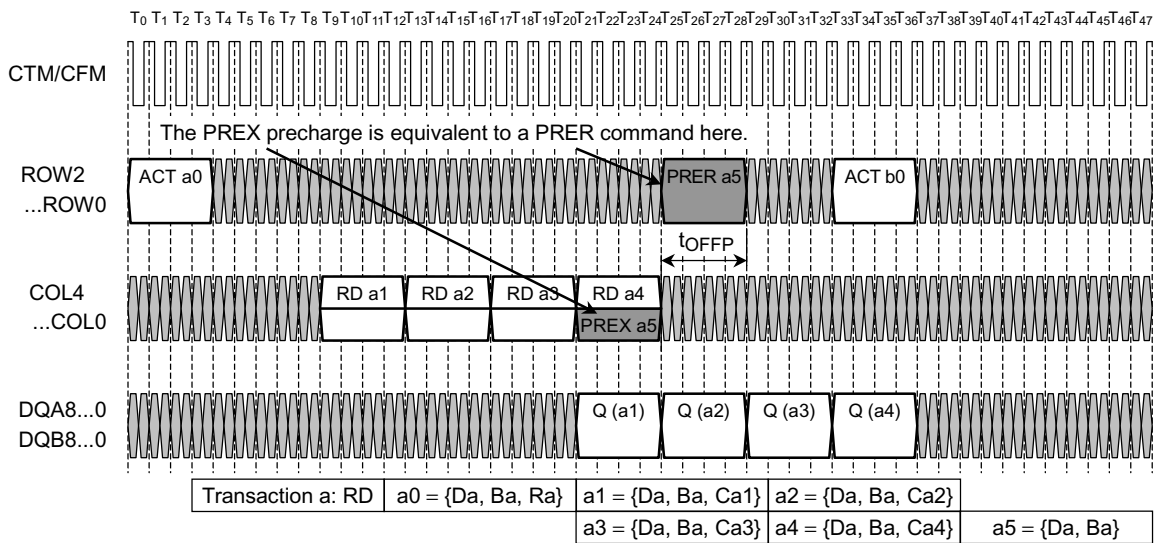 T0 T1 T2 T3 T4 T5 T6 T7 T8 T9 T10 T11 T12 T13 T14 T15 T16 T17 T18 T19 T20 T21 T22 T23 T24 T25 T26 T27 T28 T29 T30 T31 T32 T33 T34 T35 T36 T37 T38 T39 T40 T41 T42 T43 T44 T45 T46 T47
CTM/CFM
The PREX precharge is equivalent to a PRER command here.
ROW2
...ROW0
ACT a0
PRER a5
ACT b0
tOFFP
COL4
...COL0
RD a1
RD a2
RD a3
RD a4
PREX a5
DQA8...0
DQB8...0
Q (a1)
Q (a2)
Q (a3)
Q (a4)
Transaction a: RD
a0 = {Da, Ba, Ra}
a1 = {Da, Ba, Ca1}
a2 = {Da, Ba, Ca2}
a3 = {Da, Ba, Ca3}
a4 = {Da, Ba, Ca4}
a5 = {Da, Ba}